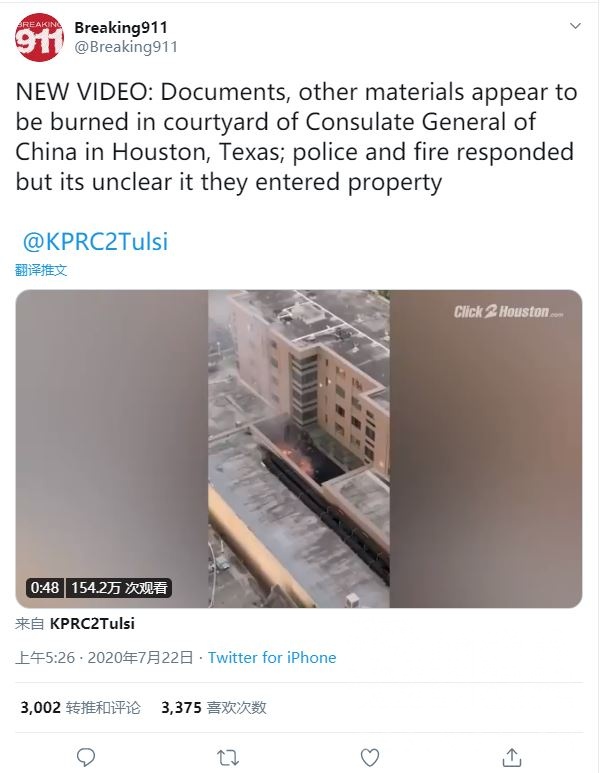 BREAKING
911
Breaking911
@Breaking911
NEW VIDEO: Documents, other materials appear to
be burned in courtyard of Consulate General of
China in Houston, Texas; police and fire responded
but its unclear it they entered property
@KPRC2Tulsi
翻译推文
Click2Houston.com
0:48 154.2万 次观看
来自 KPRC2Tulsi
上午5:26 · 2020年7月22日 · Twitter for iPhone
3,002 转推和评论 3,375 喜欢次数